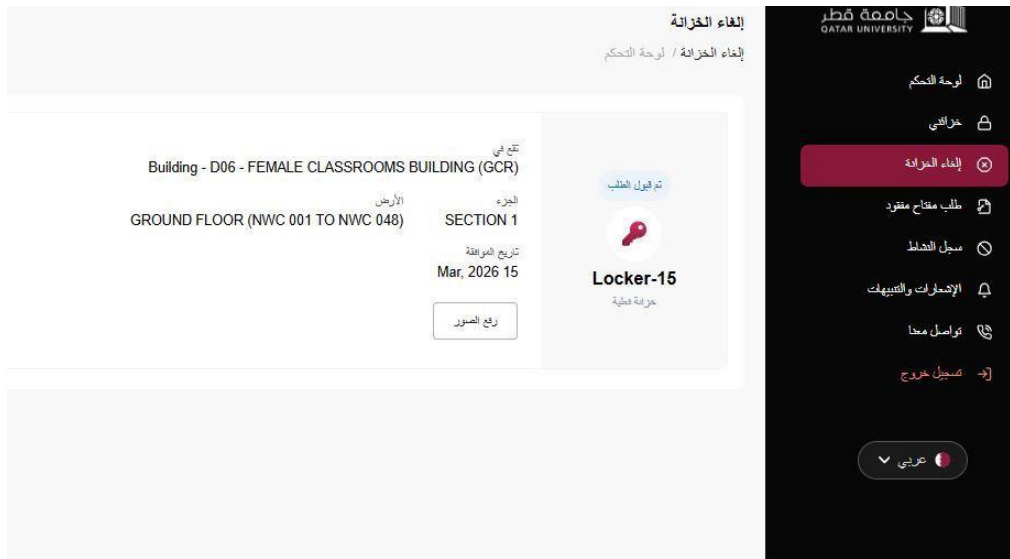 جامعة قطر
QATAR UNIVERSITY
لوحة التحكم
خزانتي
إلغاء الخزانة
طلب مفتاح مفقود
سجل النشاط
الإشعارات والتنبيهات
تواصل معنا
تسجيل خروج
عربي
إلغاء الخزانة
إلغاء الخزانة / لوحة التحكم
تم قبول الطلب
Locker-15
خزانة فعلية
تقع في
Building - D06 - FEMALE CLASSROOMS BUILDING (GCR)
الجزء الأرض
SECTION 1 GROUND FLOOR (NWC 001 TO NWC 048)
تاريخ الموافقة
Mar, 2026 15
رفع الصور